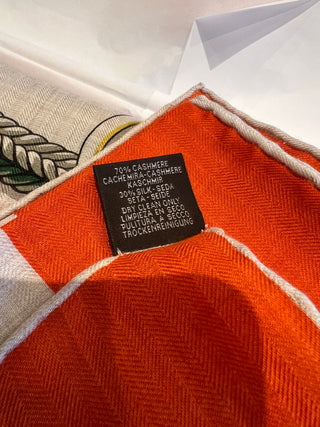 70% CASHMERE
CACHEMIRA-CASHMERE
KASCHMIR
30% SILK-SEDA
SETA-SEIDE
DRY CLEAN ONLY
LIMPIEZA EN SECO
PULITURA A SECCO
TROCKENREINIGUNG